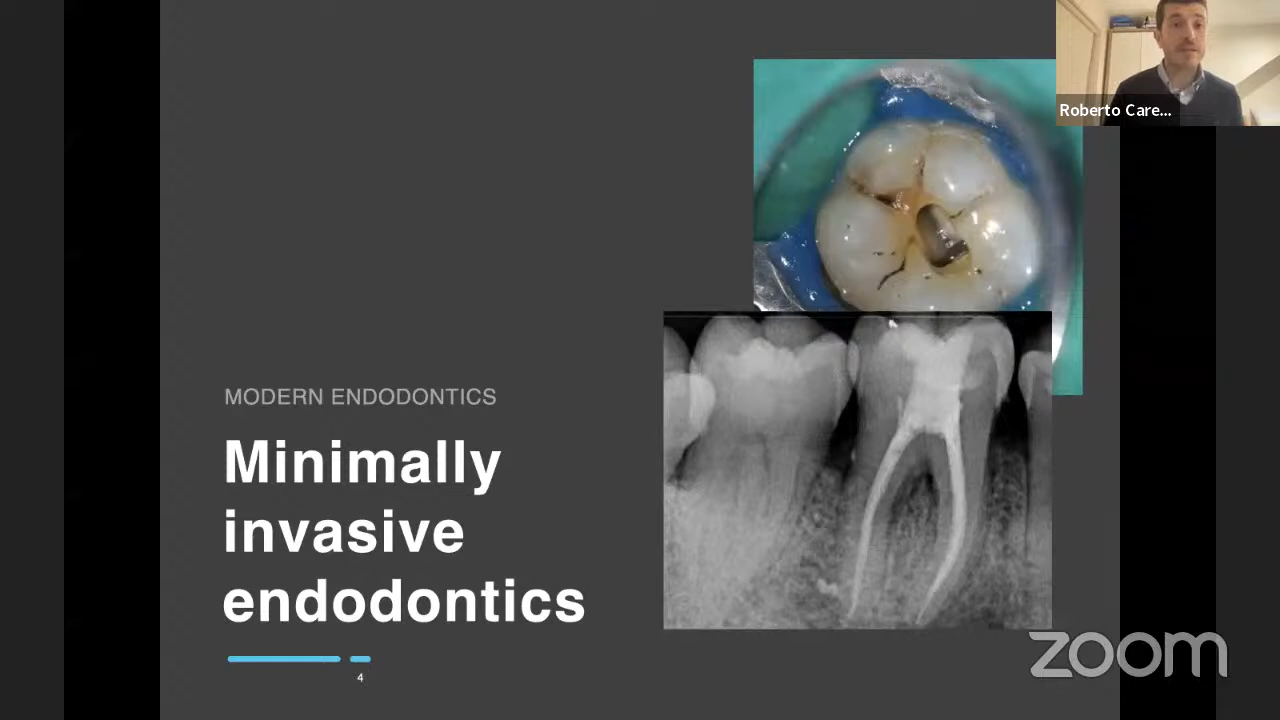 Roberto Care...
MODERN ENDODONTICS
Minimally
invasive
endodontics
4
zoom